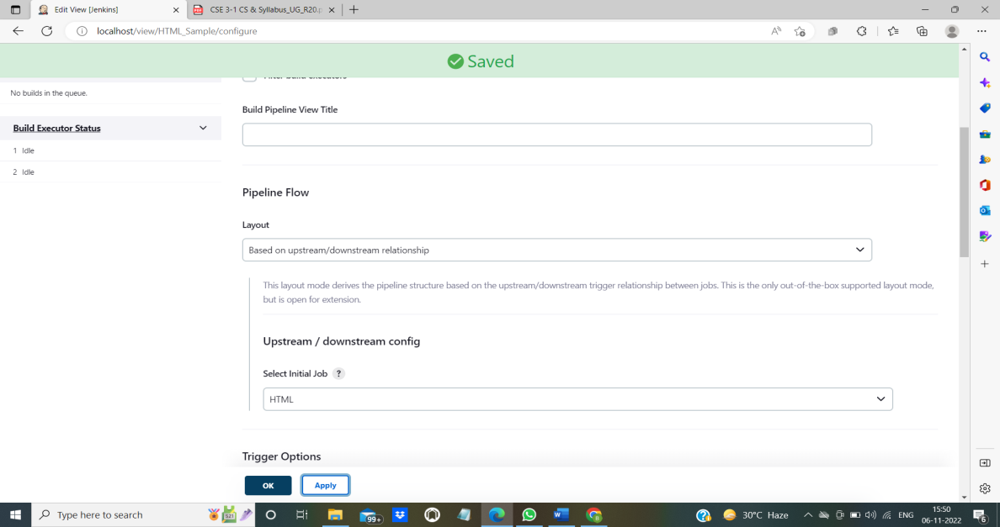 Edit View [Jenkins]
CSE 3-1 CS & Syllabus_UG_R20.p
localhost/view/HTML_Sample/configure
Saved
Filter build executors
No builds in the queue.
Build Executor Status
1 Idle
2 Idle
Build Pipeline View Title
Pipeline Flow
Layout
Based on upstream/downstream relationship
This layout mode derives the pipeline structure based on the upstream/downstream trigger relationship between jobs. This is the only out-of-the-box supported layout mode,
but is open for extension.
Upstream / downstream config
Select Initial Job ?
HTML
Trigger Options
OK
Apply
Type here to search
99+
30°C Haze
ENG
15:50
06-11-2022
6